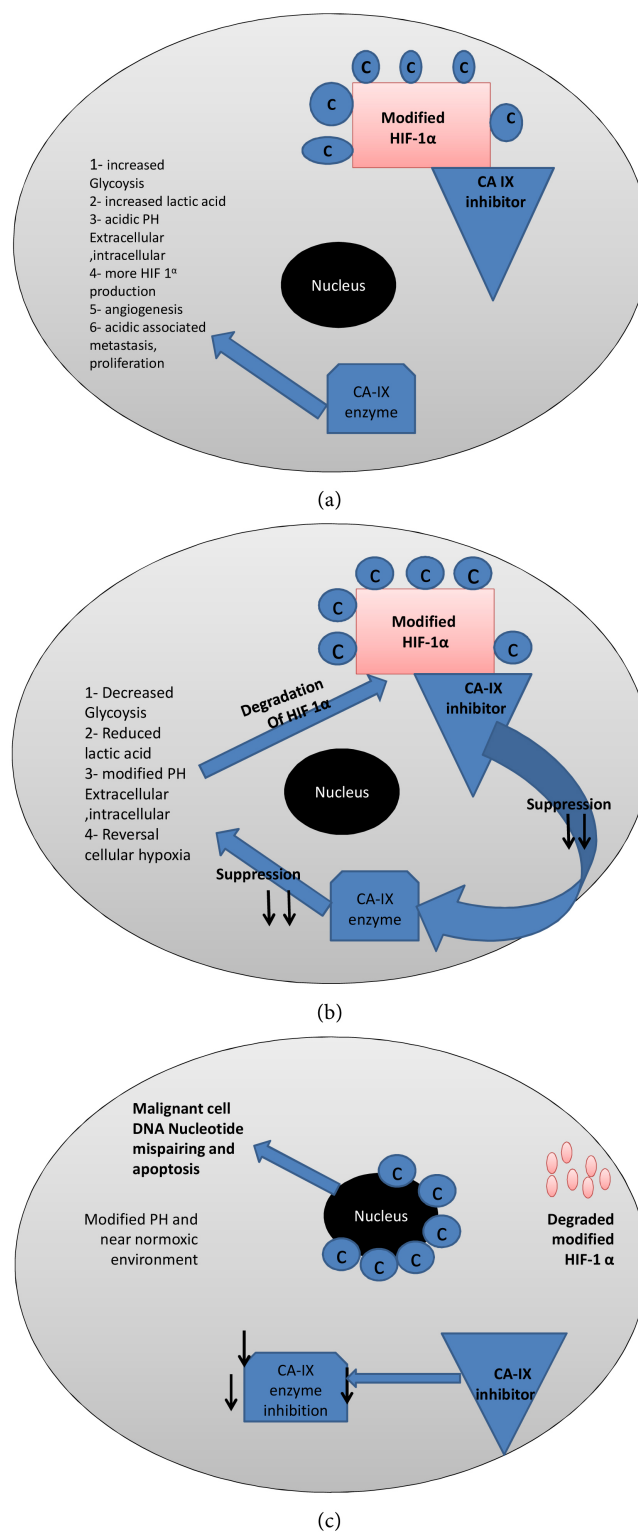 C C C
C
C
C
Modified
HIF-1α
CA IX
inhibitor
1- increased
Glycoysis
2- increased lactic acid
3- acidic PH
Extracellular
,intracellular
4- more HIF 1α
production
5- angiogenesis
6- acidic associated
metastasis,
proliferation
Nucleus
CA-IX
enzyme
(a)
C C C
C
C
C
Modified
HIF-1α
CA-IX
inhibitor
Degradation
Of HIF 1α
1- Decreased
Glycoysis
2- Reduced
lactic acid
3- modified PH
Extracellular
,intracellular
4- Reversal
cellular hypoxia
Nucleus
Suppression
Suppression
CA-IX
enzyme
(b)
Malignant cell
DNA Nucleotide
mispairing and
apoptosis
C
C
C
C
C
C
C
Nucleus
Modified PH and
near normoxic
environment
Degraded
modified
HIF-1 α
CA-IX
enzyme
inhibition
CA-IX
inhibitor
(c)